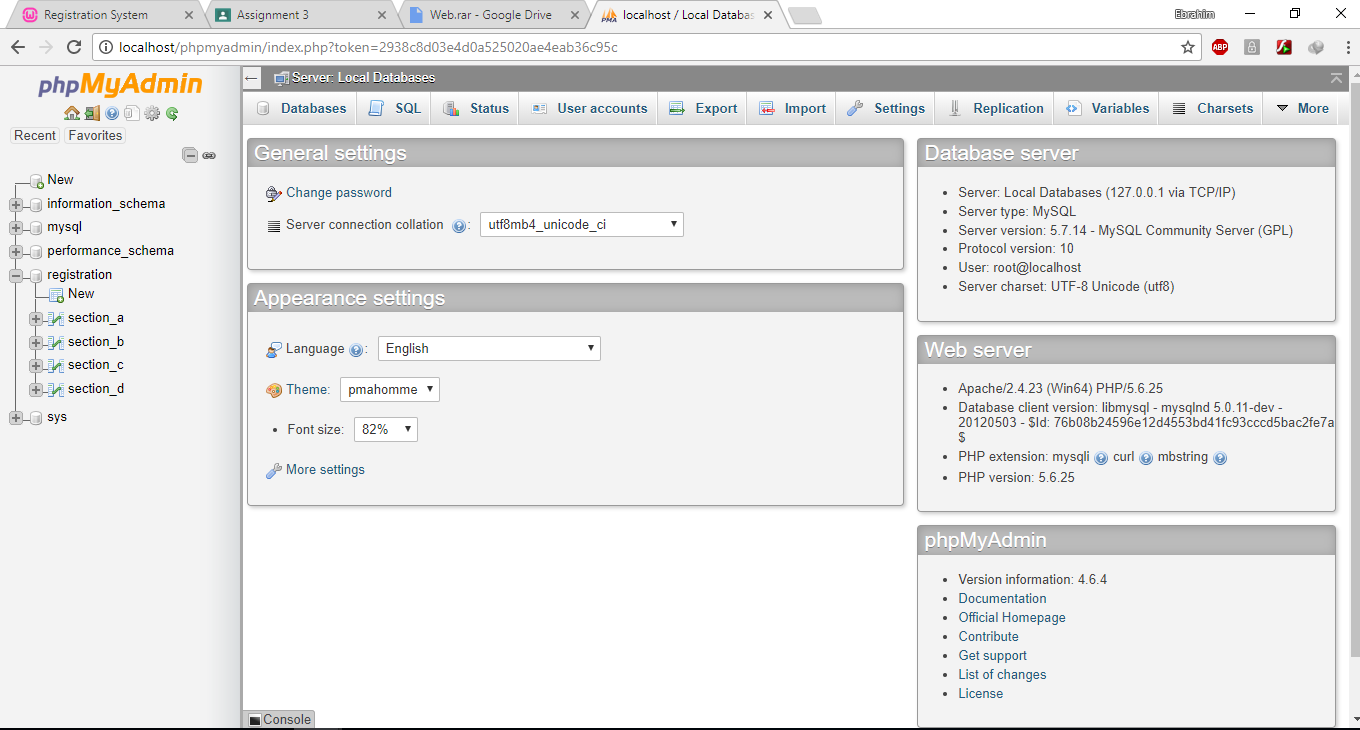 Registration System
Assignment 3
Web.rar - Google Drive
localhost / Local Databas
Ebrahim
localhost/phpmyadmin/index.php?token=2938c8d03e4d0a525020ae4eab36c95c
ABP
phpMyAdmin
Recent
Favorites
New
information_schema
mysql
performance_schema
registration
New
section_a
section_b
section_c
section_d
sys
Server: Local Databases
Databases
SQL
Status
User accounts
Export
Import
Settings
Replication
Variables
Charsets
More
General settings
Change password
Server connection collation : utf8mb4_unicode_ci
Appearance settings
Language : English
Theme: pmahomme
Font size: 82%
More settings
Database server
Server: Local Databases (127.0.0.1 via TCP/IP)
Server type: MySQL
Server version: 5.7.14 - MySQL Community Server (GPL)
Protocol version: 10
User: root@localhost
Server charset: UTF-8 Unicode (utf8)
Web server
Apache/2.4.23 (Win64) PHP/5.6.25
Database client version: libmysql - mysqlnd 5.0.11-dev -
20120503 - $Id: 76b08b24596e12d4553bd41fc93cccd5bac2fe7a
$
PHP extension: mysqli curl mbstring
PHP version: 5.6.25
phpMyAdmin
Version information: 4.6.4
Documentation
Official Homepage
Contribute
Get support
List of changes
License
Console